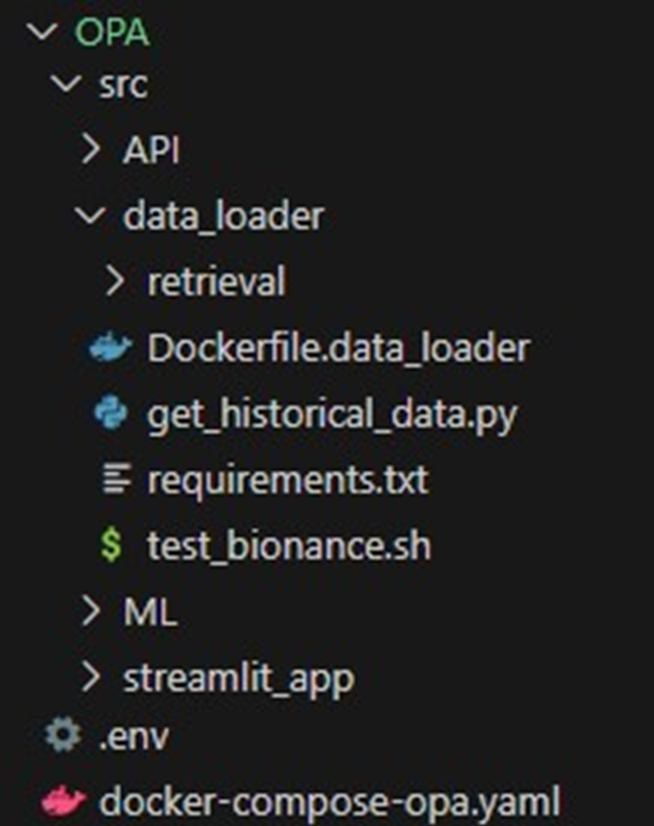 OPA
src
API
data_loader
retrieval
Dockerfile.data_loader
get_historical_data.py
requirements.txt
$ test_bionance.sh
ML
streamlit_app
.env
docker-compose-opa.yaml